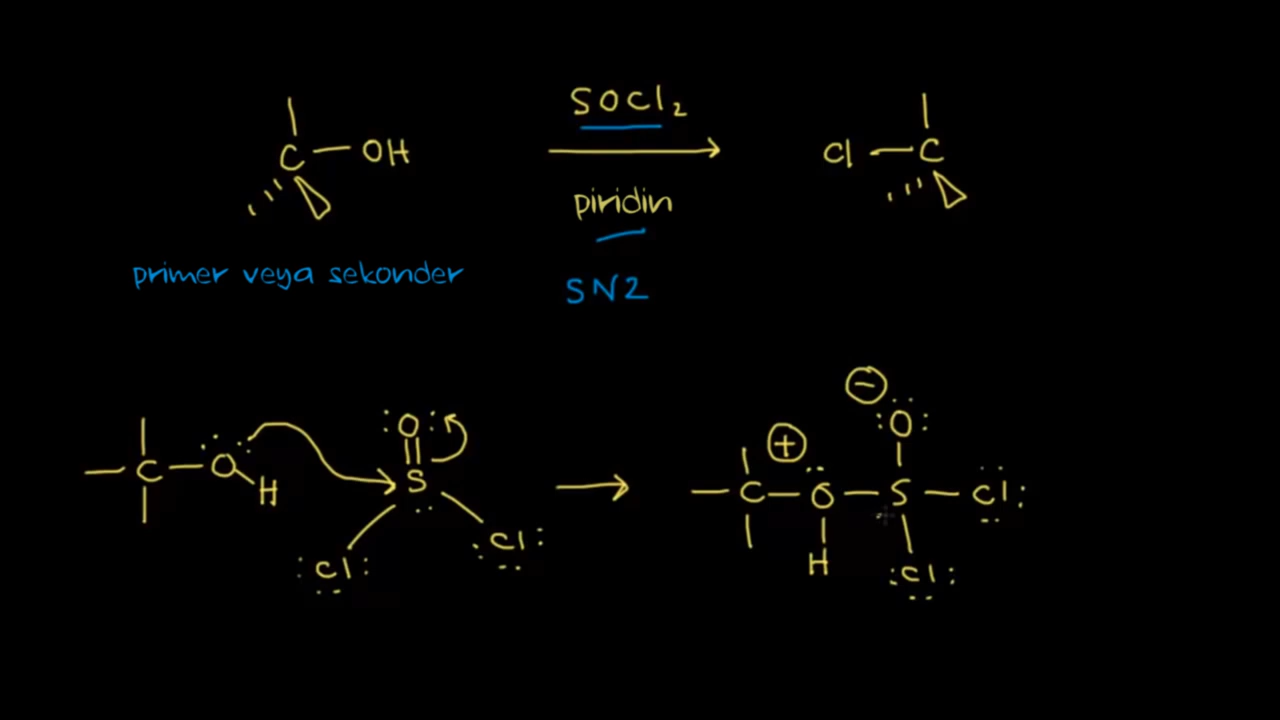 SOCl₂
C—OH → Cl—C
piridin
primer veya sekonder SN2
⊖
:O: :O:
⊕
C—O S C—O—S—Cl:
H
:Cl: :Cl: H :Cl: